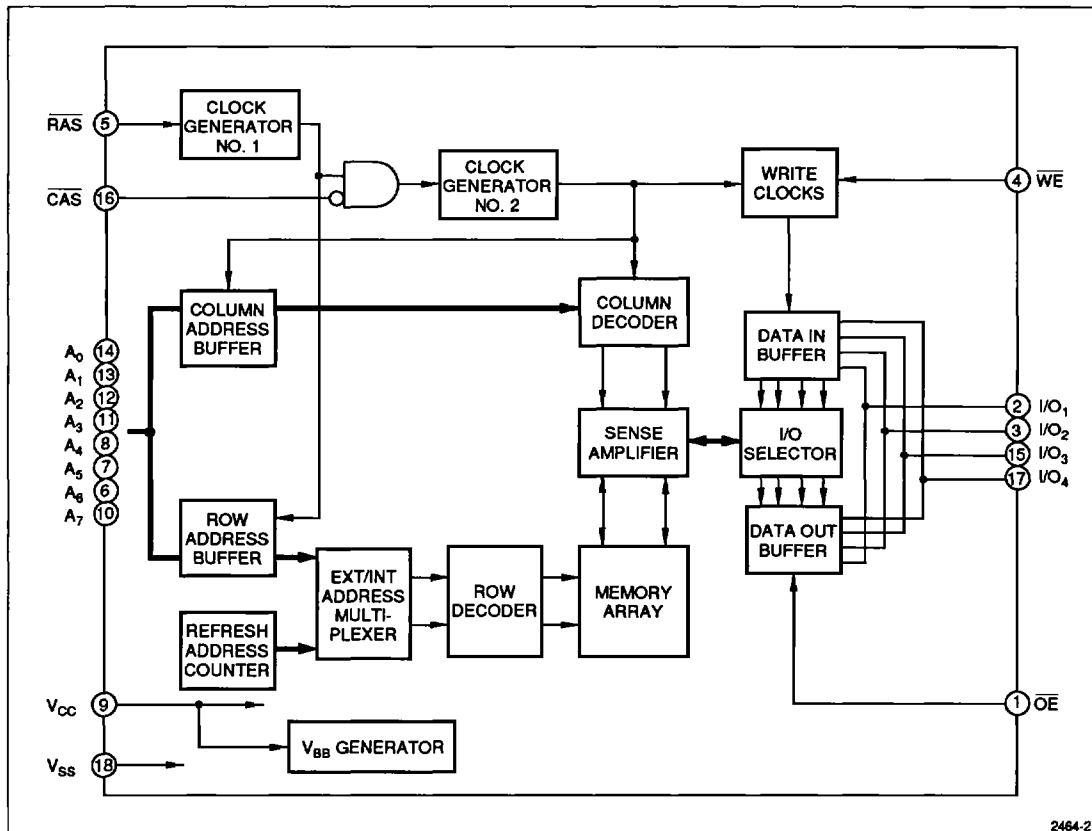 RAS
5
CLOCK
GENERATOR
NO. 1
CAS
16
CLOCK
GENERATOR
NO. 2
WRITE
CLOCKS
4
WE
COLUMN
ADDRESS
BUFFER
COLUMN
DECODER
DATA IN
BUFFER
A0 14
A1 13
A2 12
A3 11
A4 8
A5 7
A6 6
A7 10
SENSE
AMPLIFIER
I/O
SELECTOR
2 I/O1
3 I/O2
15 I/O3
17 I/O4
ROW
ADDRESS
BUFFER
EXT/INT
ADDRESS
MULTI-
PLEXER
ROW
DECODER
MEMORY
ARRAY
DATA OUT
BUFFER
REFRESH
ADDRESS
COUNTER
VCC 9
1 OE
VBB GENERATOR
VSS 18
2464-2